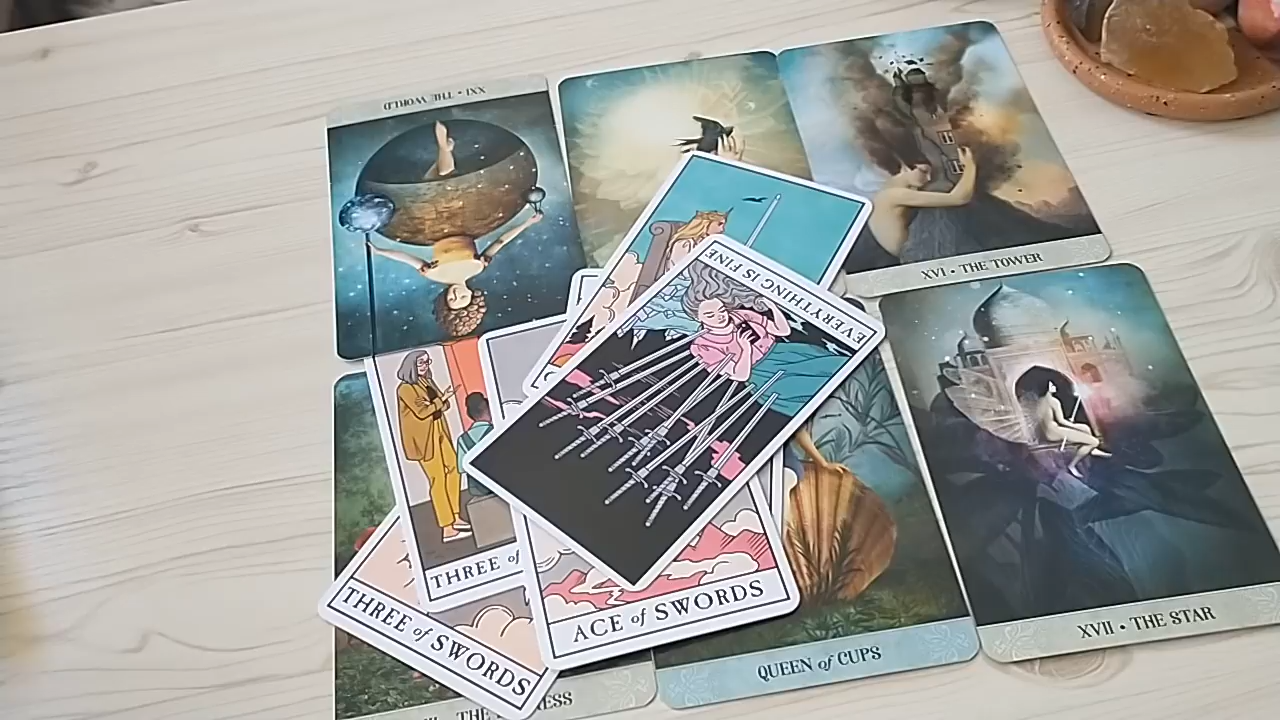 XXI • THE WORLD
XVI • THE TOWER
EVERYTHING IS FINE
THREE of
THREE of SWORDS
ACE of SWORDS
QUEEN of CUPS
XVII • THE STAR
THE